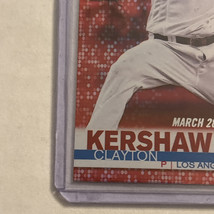 MARCH 2
KERSHAW
CLAYTON
P | LOS ANG